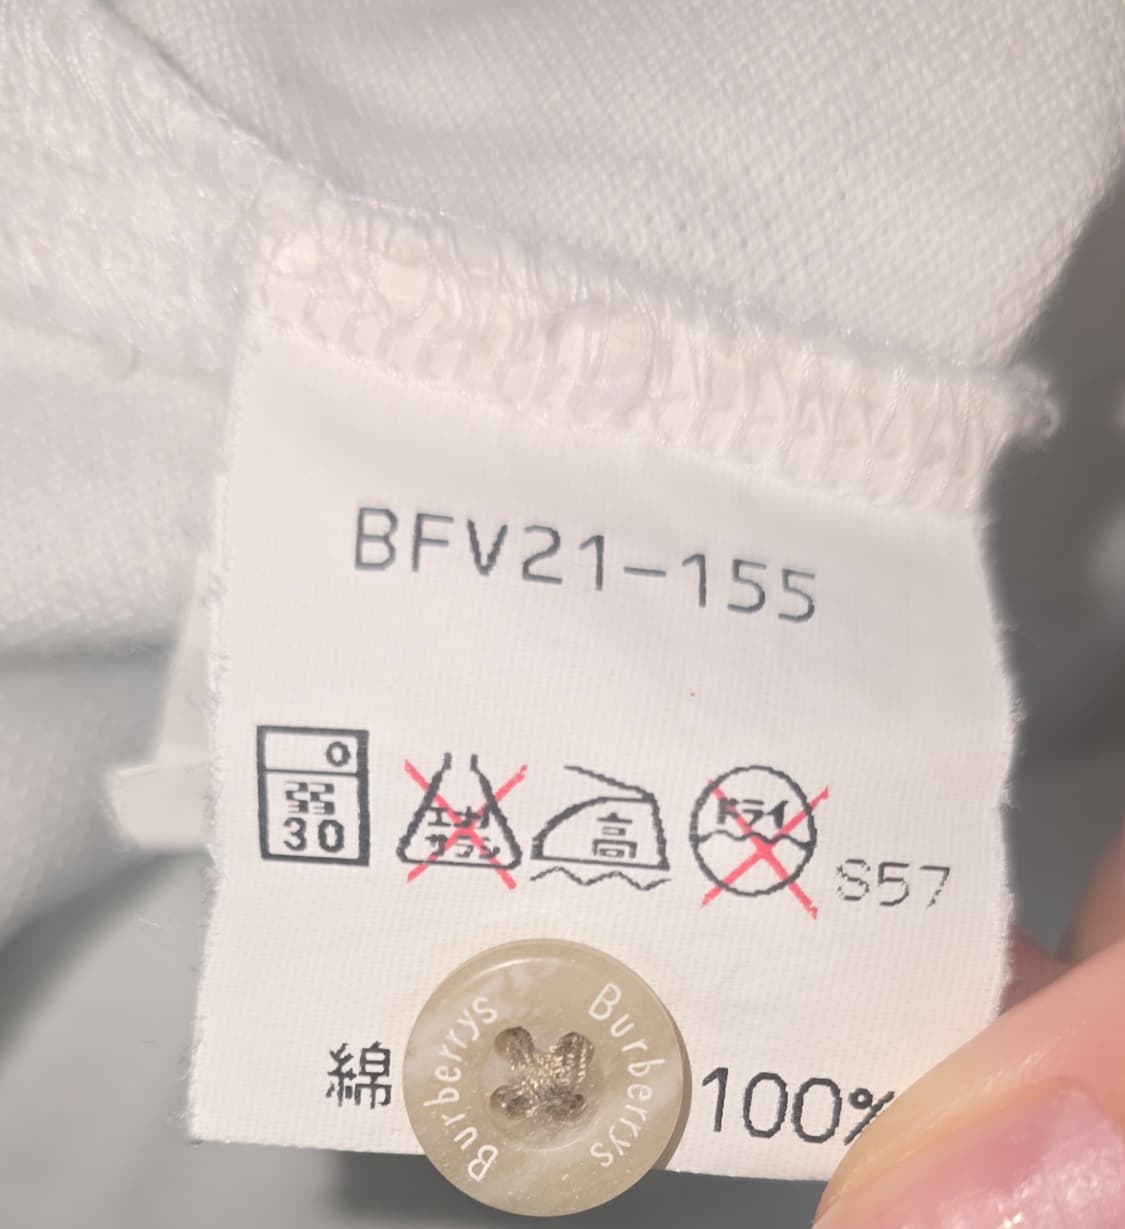 BFV21-155
弱
30
エンソ
サラシ
高
ドライ
S57
綿 100%
Burberrys Burberrys